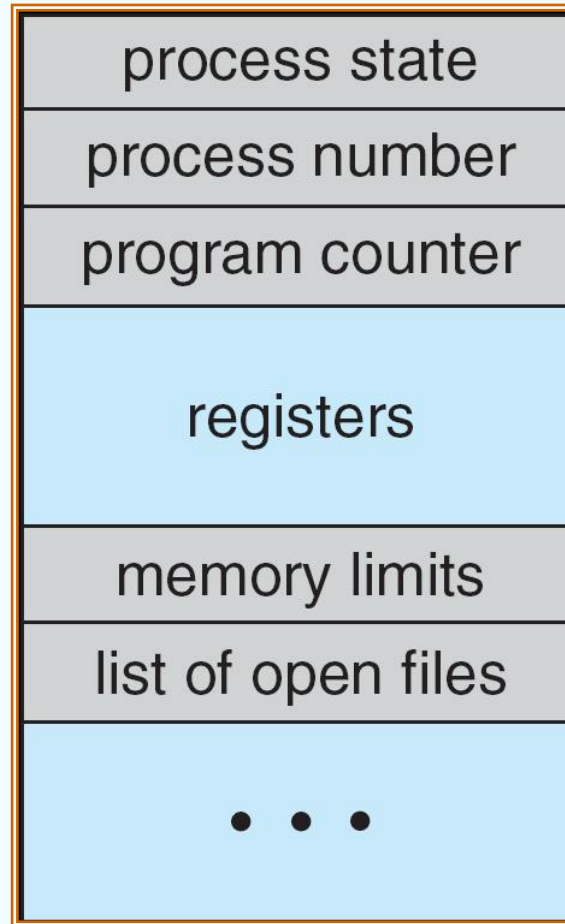 process state
process number
program counter
registers
memory limits
list of open files
• • •